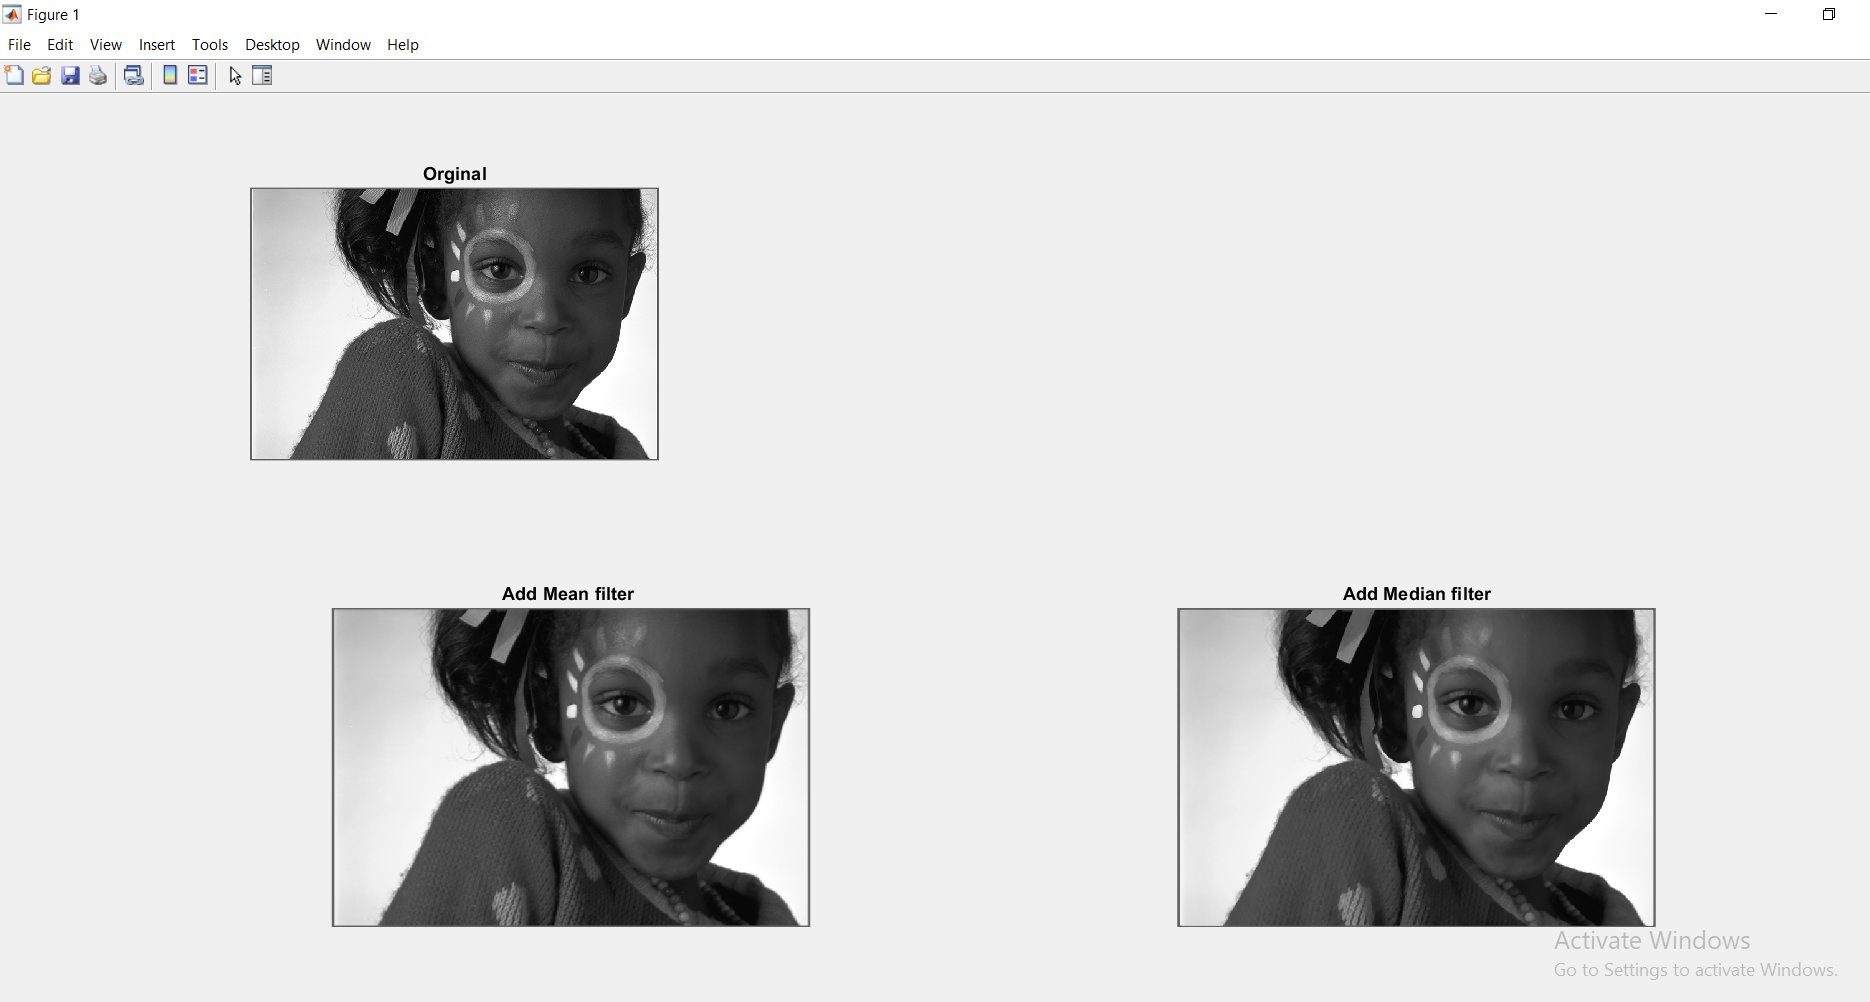 Figure 1
File Edit View Insert Tools Desktop Window Help
Orginal
Add Mean filter
Add Median filter
Activate Windows
Go to Settings to activate Windows.